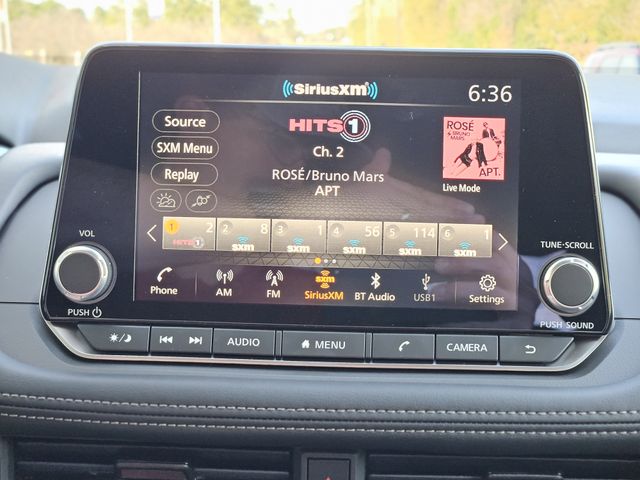 SiriusXM
6:36
HITS1
Ch. 2
ROSÉ/Bruno Mars
APT
Source
SXM Menu
Replay
ROSÉ
BRUNO
MARS
APT.
Live Mode
1 2 2 8 3 1 4 56 5 114 6 1
HITS1 sxm sxm sxm sxm sxm
Phone AM FM SiriusXM BT Audio USB1 Settings
VOL
PUSH
TUNE·SCROLL
PUSH SOUND
AUDIO MENU CAMERA